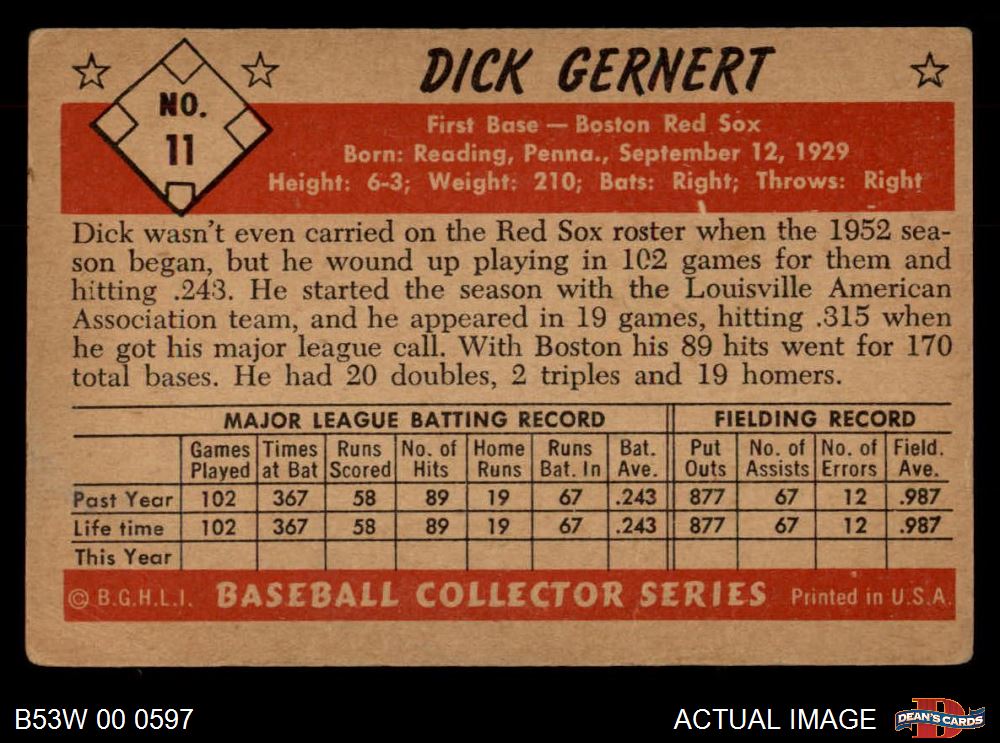 DICK GERNERT
NO.
11
First Base — Boston Red Sox
Born: Reading, Penna., September 12, 1929
Height: 6-3; Weight: 210; Bats: Right; Throws: Right
Dick wasn't even carried on the Red Sox roster when the 1952 sea-
son began, but he wound up playing in 102 games for them and
hitting .243. He started the season with the Louisville American
Association team, and he appeared in 19 games, hitting .315 when
he got his major league call. With Boston his 89 hits went for 170
total bases. He had 20 doubles, 2 triples and 19 homers.
MAJOR LEAGUE BATTING RECORD FIELDING RECORD
Games Times Runs No. of Home Runs Bat. Put No. of No. of Field.
Played at Bat Scored Hits Runs Bat. In Ave. Outs Assists Errors Ave.
Past Year 102 367 58 89 19 67 .243 877 67 12 .987
Life time 102 367 58 89 19 67 .243 877 67 12 .987
This Year
© B.G.H.L.I. BASEBALL COLLECTOR SERIES Printed in U.S.A.
B53W 00 0597 ACTUAL IMAGE DEAN'S CARDS